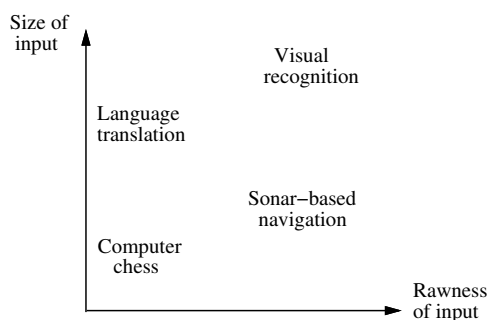 Size of
input
Visual
recognition
Language
translation
Sonar−based
navigation
Computer
chess
Rawness
of input